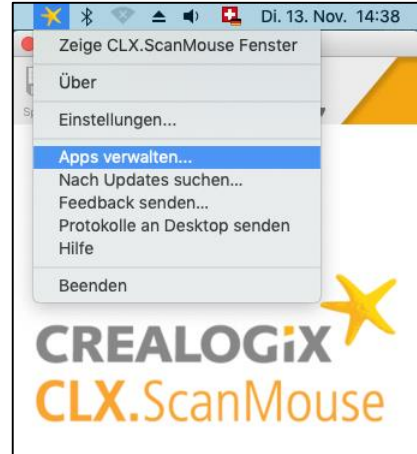 Di. 13. Nov. 14:38
Zeige CLX.ScanMouse Fenster
Über
Einstellungen...
Apps verwalten...
Nach Updates suchen...
Feedback senden...
Protokolle an Desktop senden
Hilfe
Beenden
CREALOGiX
CLX.ScanMouse